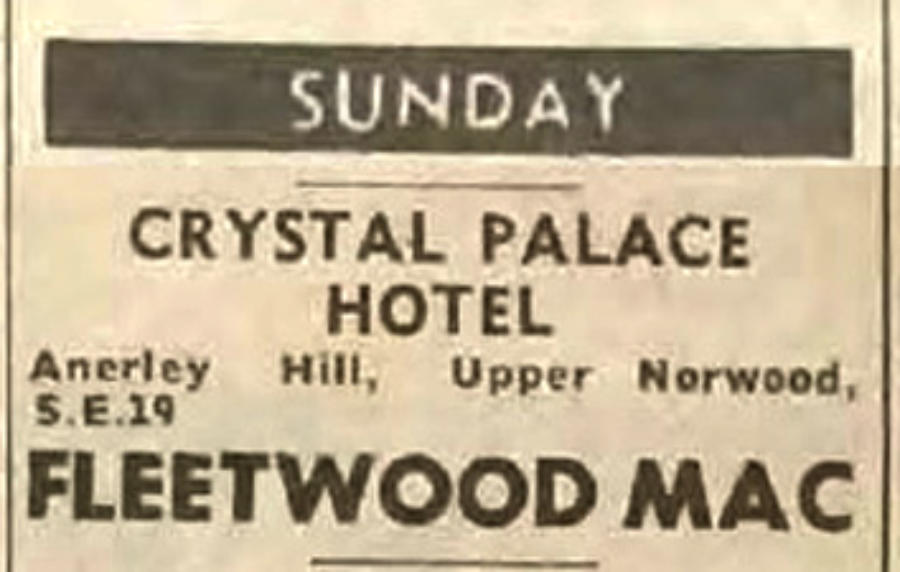 SUNDAY
CRYSTAL PALACE
HOTEL
Anerley Hill, Upper Norwood,
S.E.19
FLEETWOOD MAC